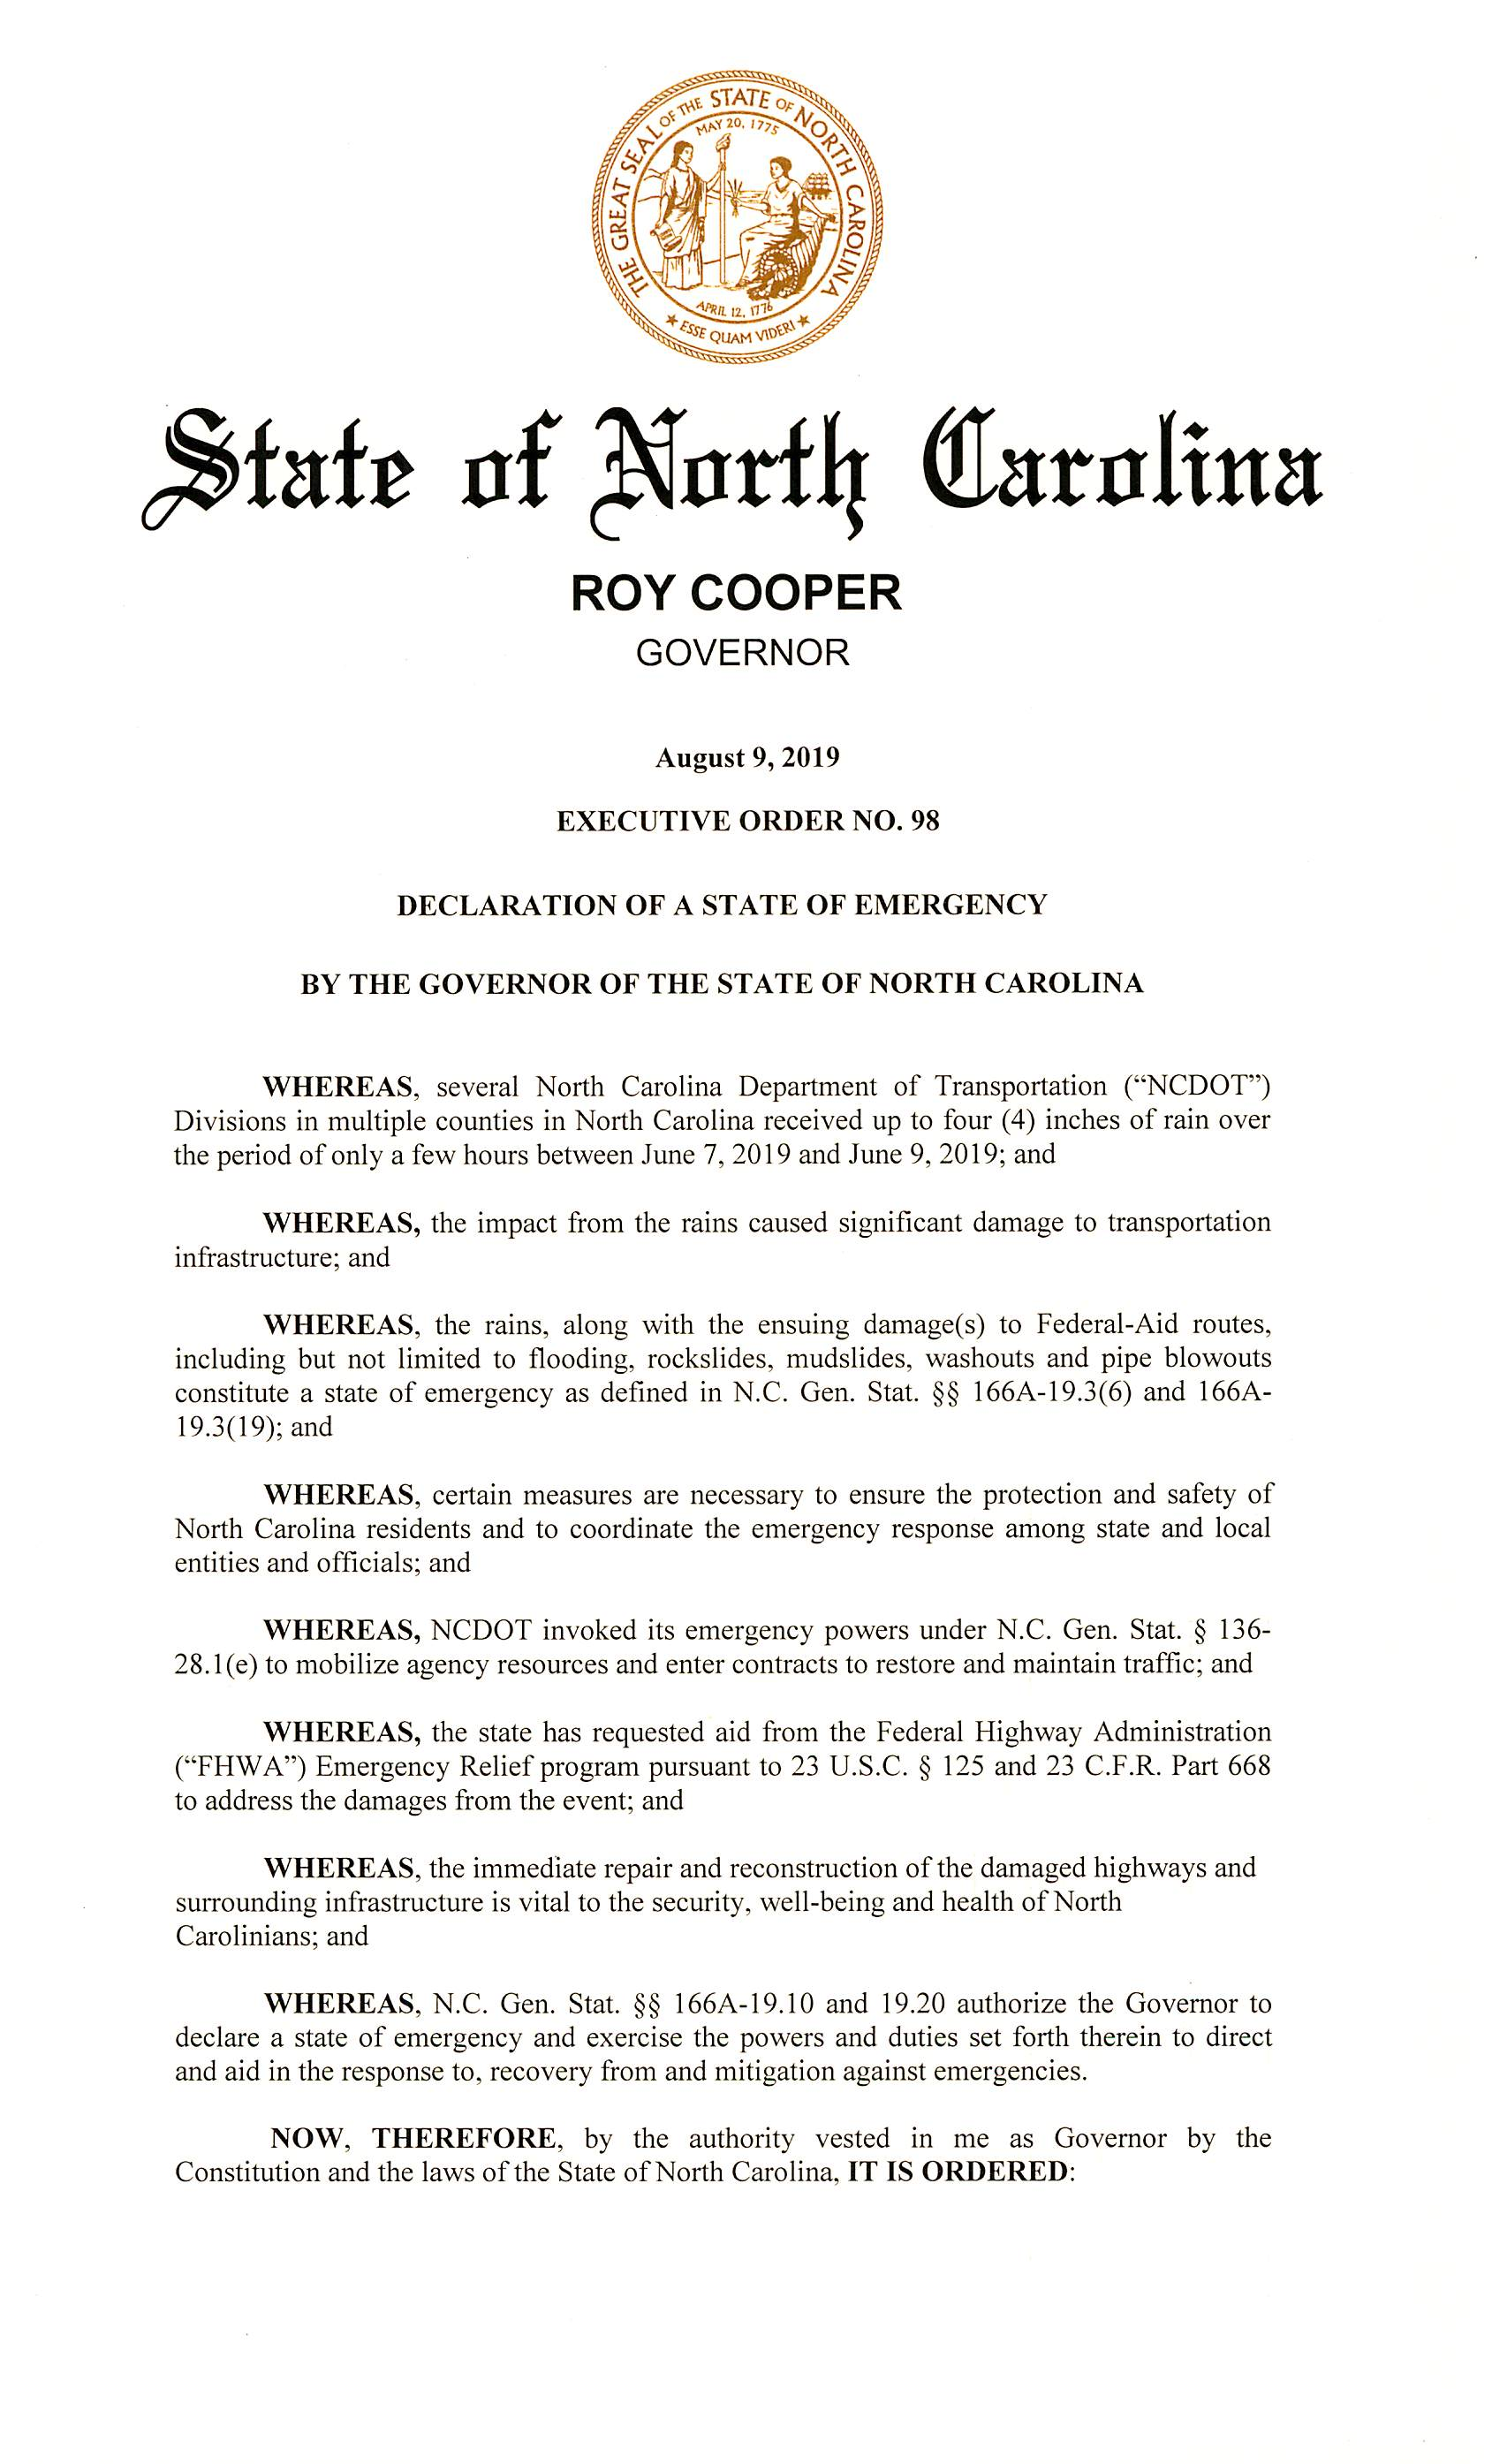 THE GREAT SEAL OF THE STATE OF NORTH CAROLINA
MAY 20, 1775
APRIL 12, 1776
★ ESSE QUAM VIDERI ★
State of North Carolina
ROY COOPER
GOVERNOR
August 9, 2019
EXECUTIVE ORDER NO. 98
DECLARATION OF A STATE OF EMERGENCY
BY THE GOVERNOR OF THE STATE OF NORTH CAROLINA
WHEREAS, several North Carolina Department of Transportation (“NCDOT”)
Divisions in multiple counties in North Carolina received up to four (4) inches of rain over
the period of only a few hours between June 7, 2019 and June 9, 2019; and
WHEREAS, the impact from the rains caused significant damage to transportation
infrastructure; and
WHEREAS, the rains, along with the ensuing damage(s) to Federal-Aid routes,
including but not limited to flooding, rockslides, mudslides, washouts and pipe blowouts
constitute a state of emergency as defined in N.C. Gen. Stat. §§ 166A-19.3(6) and 166A-
19.3(19); and
WHEREAS, certain measures are necessary to ensure the protection and safety of
North Carolina residents and to coordinate the emergency response among state and local
entities and officials; and
WHEREAS, NCDOT invoked its emergency powers under N.C. Gen. Stat. § 136-
28.1(e) to mobilize agency resources and enter contracts to restore and maintain traffic; and
WHEREAS, the state has requested aid from the Federal Highway Administration
(“FHWA”) Emergency Relief program pursuant to 23 U.S.C. § 125 and 23 C.F.R. Part 668
to address the damages from the event; and
WHEREAS, the immediate repair and reconstruction of the damaged highways and
surrounding infrastructure is vital to the security, well-being and health of North
Carolinians; and
WHEREAS, N.C. Gen. Stat. §§ 166A-19.10 and 19.20 authorize the Governor to
declare a state of emergency and exercise the powers and duties set forth therein to direct
and aid in the response to, recovery from and mitigation against emergencies.
NOW, THEREFORE, by the authority vested in me as Governor by the
Constitution and the laws of the State of North Carolina, IT IS ORDERED: